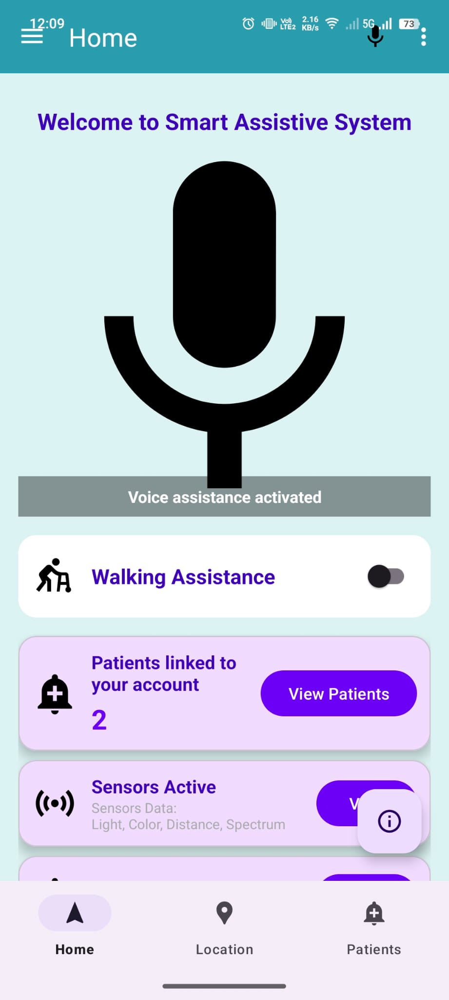 12:09
Vo) LTE2
2.16 KB/s
5G
73
Home
Welcome to Smart Assistive System
Voice assistance activated
Walking Assistance
Patients linked to
your account
2
View Patients
Sensors Active
Sensors Data:
Light, Color, Distance, Spectrum
Home
Location
Patients